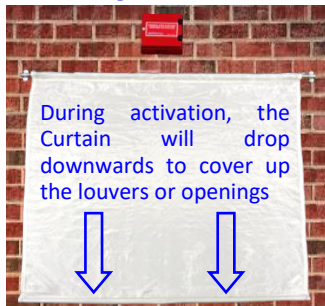 During activation, the
Curtain will drop
downwards to cover up
the louvers or openings